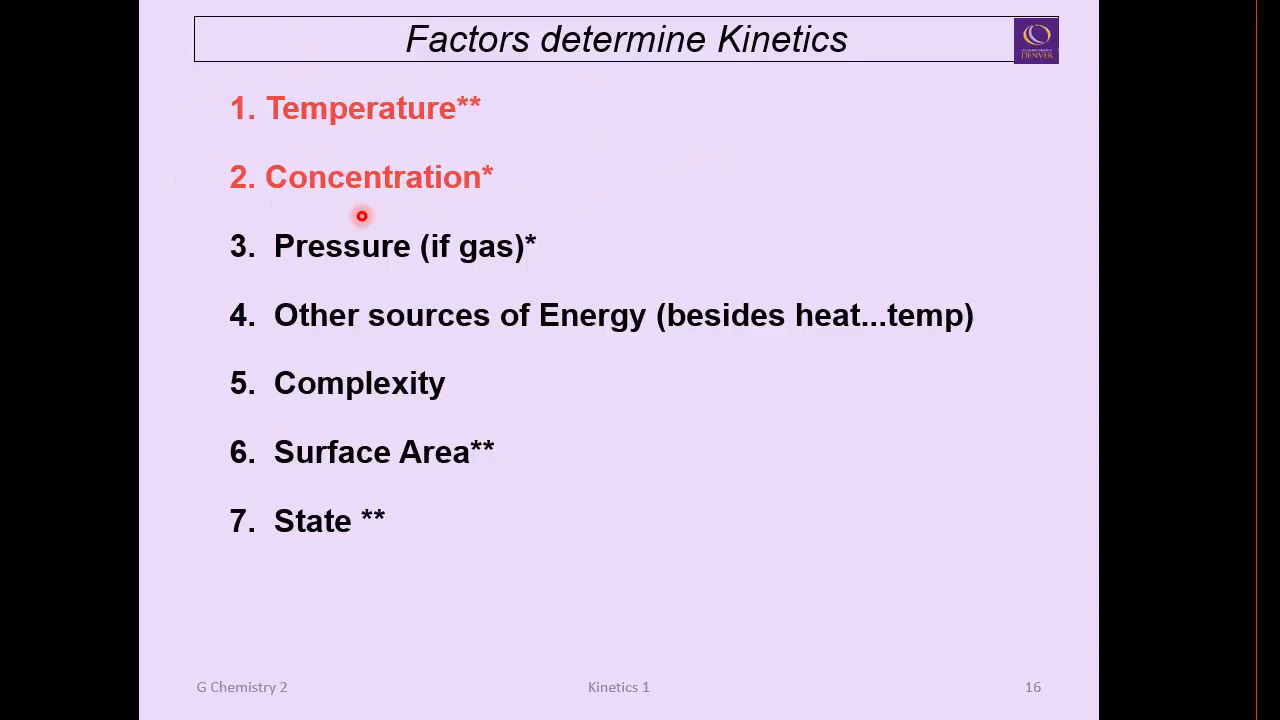 Factors determine Kinetics
DENVER
1. Temperature**
2. Concentration*
3. Pressure (if gas)*
4. Other sources of Energy (besides heat...temp)
5. Complexity
6. Surface Area**
7. State **
G Chemistry 2
Kinetics 1
16